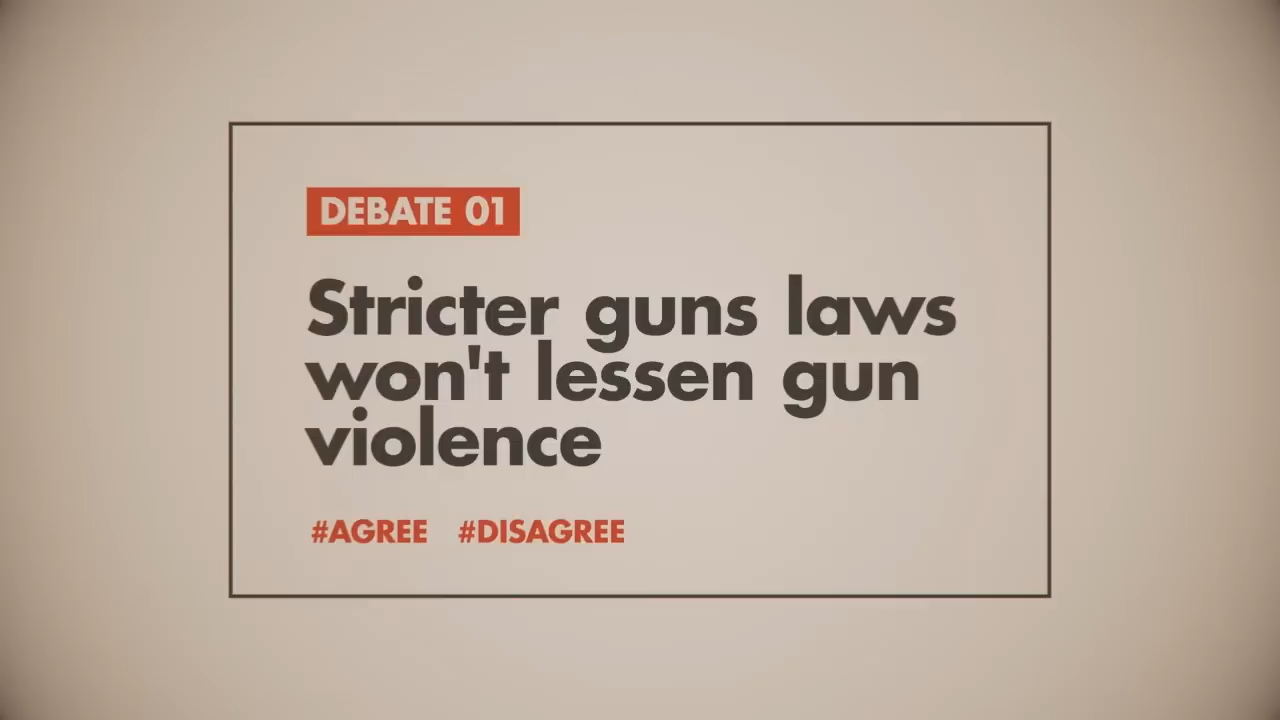 DEBATE 01
Stricter guns laws
won't lessen gun
violence
#AGREE #DISAGREE